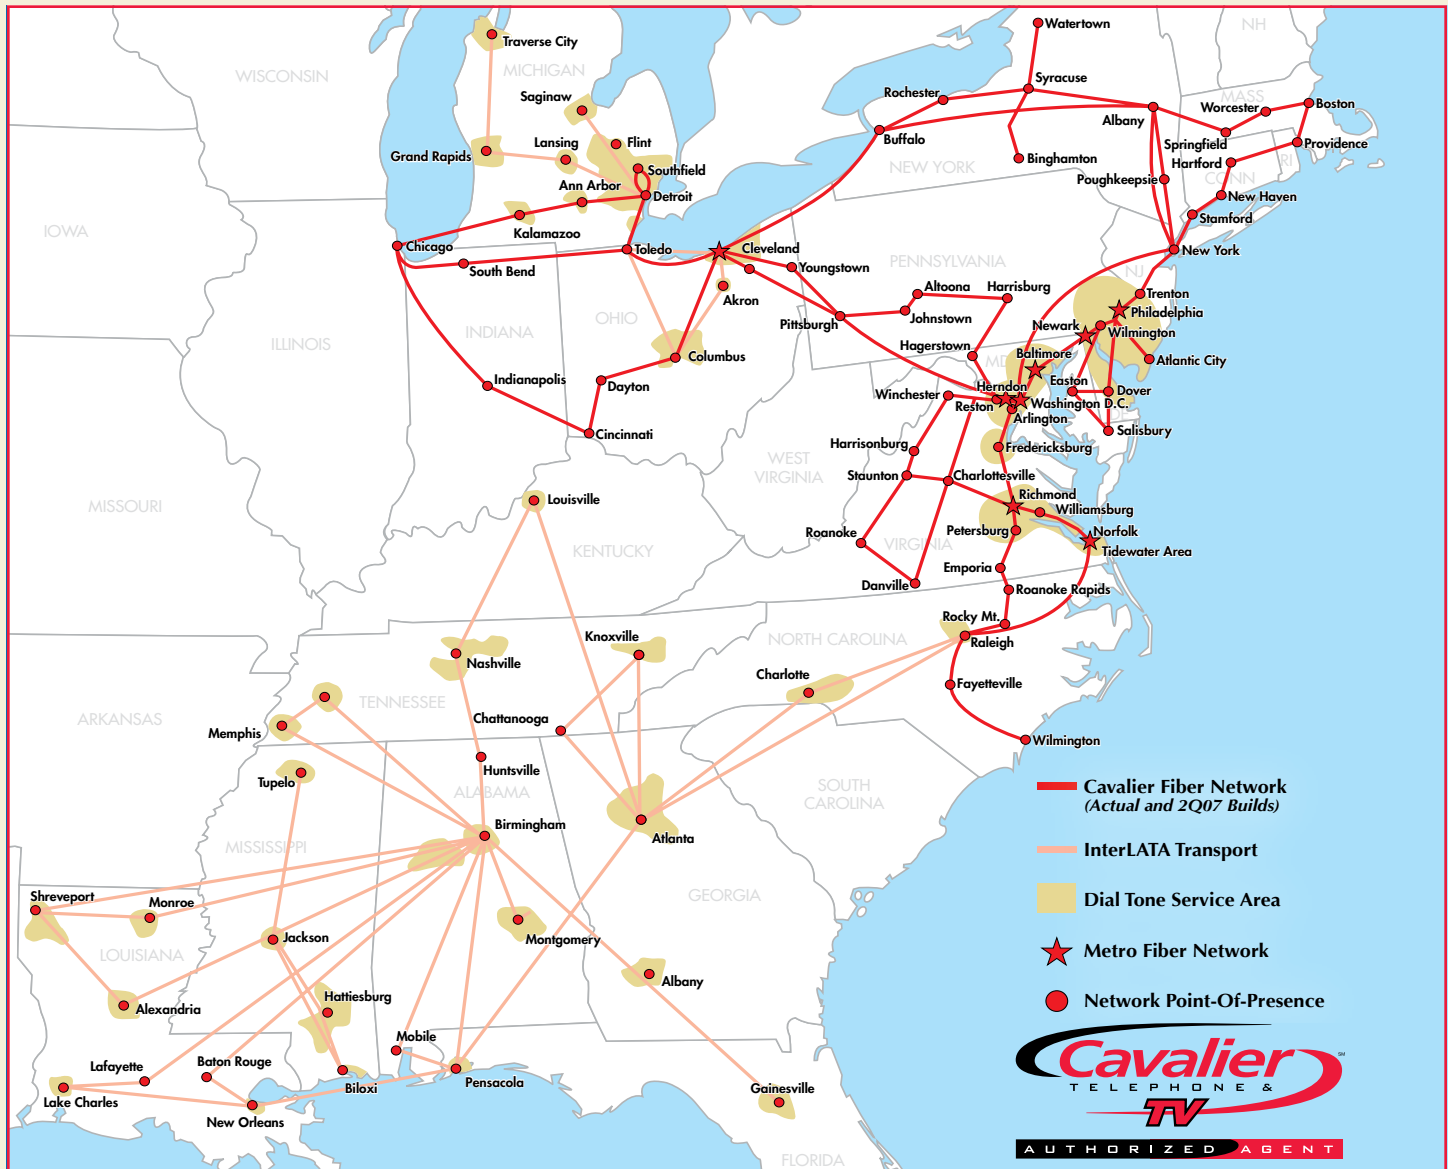 Watertown
NH
Traverse City
WISCONSIN
MICHIGAN
Syracuse
Rochester
Saginaw
MASS
Worcester
Boston
Albany
Buffalo
Springfield
Providence
Lansing
Flint
Grand Rapids
Binghamton
Hartford
RI
NEW YORK
Southfield
CONN
Poughkeepsie
Ann Arbor
Detroit
New Haven
Stamford
Kalamazoo
IOWA
Chicago
Toledo
Cleveland
New York
South Bend
Youngstown
PENNSYLVANIA
NJ
Akron
Altoona
Harrisburg
Trenton
Johnstown
Philadelphia
OHIO
Pittsburgh
Newark
Wilmington
INDIANA
ILLINOIS
Hagerstown
Baltimore
MD
Columbus
Atlantic City
Indianapolis
Dayton
Easton
Herndon
Dover
Winchester
Reston
Washington D.C.
Arlington
Cincinnati
Salisbury
Harrisonburg
Fredericksburg
WEST
VIRGINIA
Staunton
Charlottesville
Louisville
Richmond
MISSOURI
Williamsburg
Roanoke
Petersburg
Norfolk
VIRGINIA
Tidewater Area
KENTUCKY
Emporia
Danville
Roanoke Rapids
Rocky Mt.
Knoxville
NORTH CAROLINA
Raleigh
Nashville
Charlotte
Fayetteville
TENNESSEE
ARKANSAS
Chattanooga
Memphis
Wilmington
Huntsville
Tupelo
ALABAMA
SOUTH
CAROLINA
Cavalier Fiber Network
(Actual and 2Q07 Builds)
Birmingham
Atlanta
MISSISSIPPI
InterLATA Transport
Shreveport
Monroe
GEORGIA
Dial Tone Service Area
Jackson
Montgomery
LOUISIANA
Metro Fiber Network
Albany
Hattiesburg
Alexandria
Network Point-Of-Presence
Mobile
Baton Rouge
Lafayette
Biloxi
Pensacola
Gainesville
Lake Charles
New Orleans
FLORIDA
Cavalier SM
TELEPHONE &
TV
AUTHORIZED AGENT